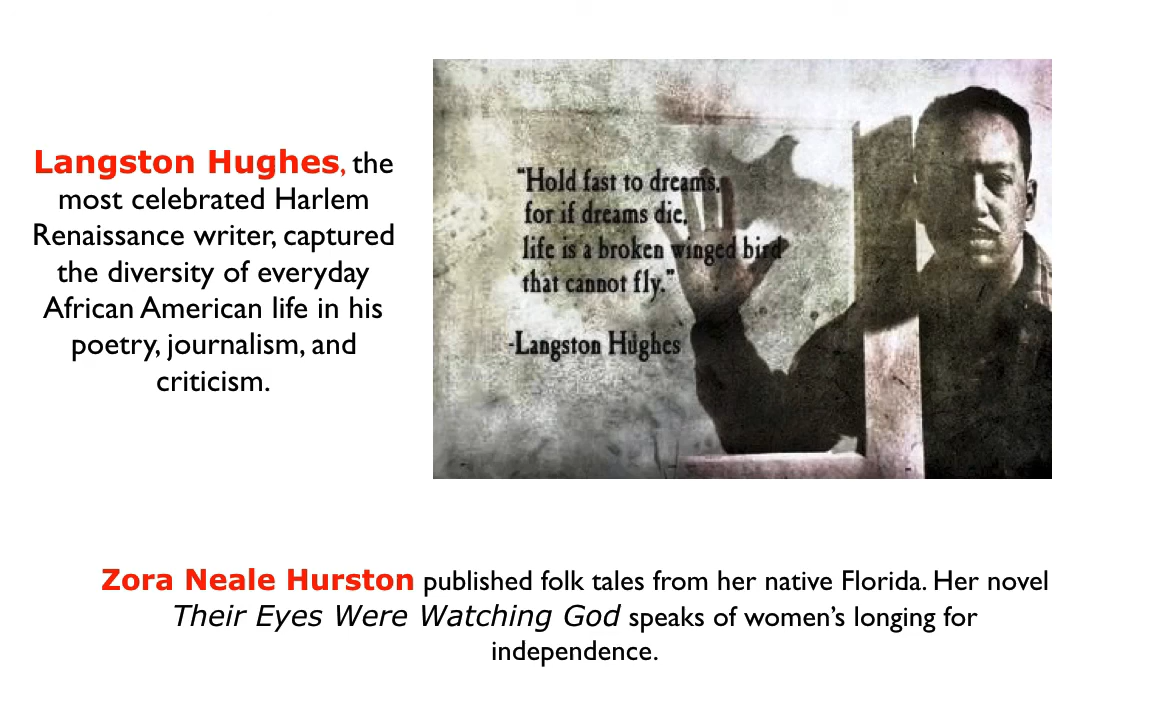 Langston Hughes, the
most celebrated Harlem
Renaissance writer, captured
the diversity of everyday
African American life in his
poetry, journalism, and
criticism.
“Hold fast to dreams,
for if dreams die,
life is a broken winged bird
that cannot fly.”
-Langston Hughes
Zora Neale Hurston published folk tales from her native Florida. Her novel
Their Eyes Were Watching God speaks of women’s longing for
independence.